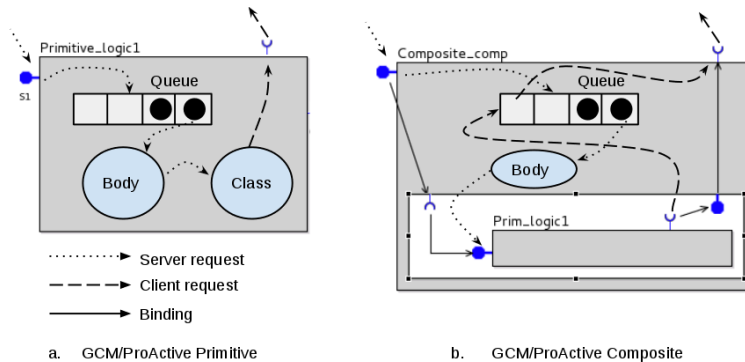 Primitive_logic1
S1
Queue
Body
Class
Server request
Client request
Binding
a. GCM/ProActive Primitive
Composite_comp
Queue
Body
Prim_logic1
b. GCM/ProActive Composite